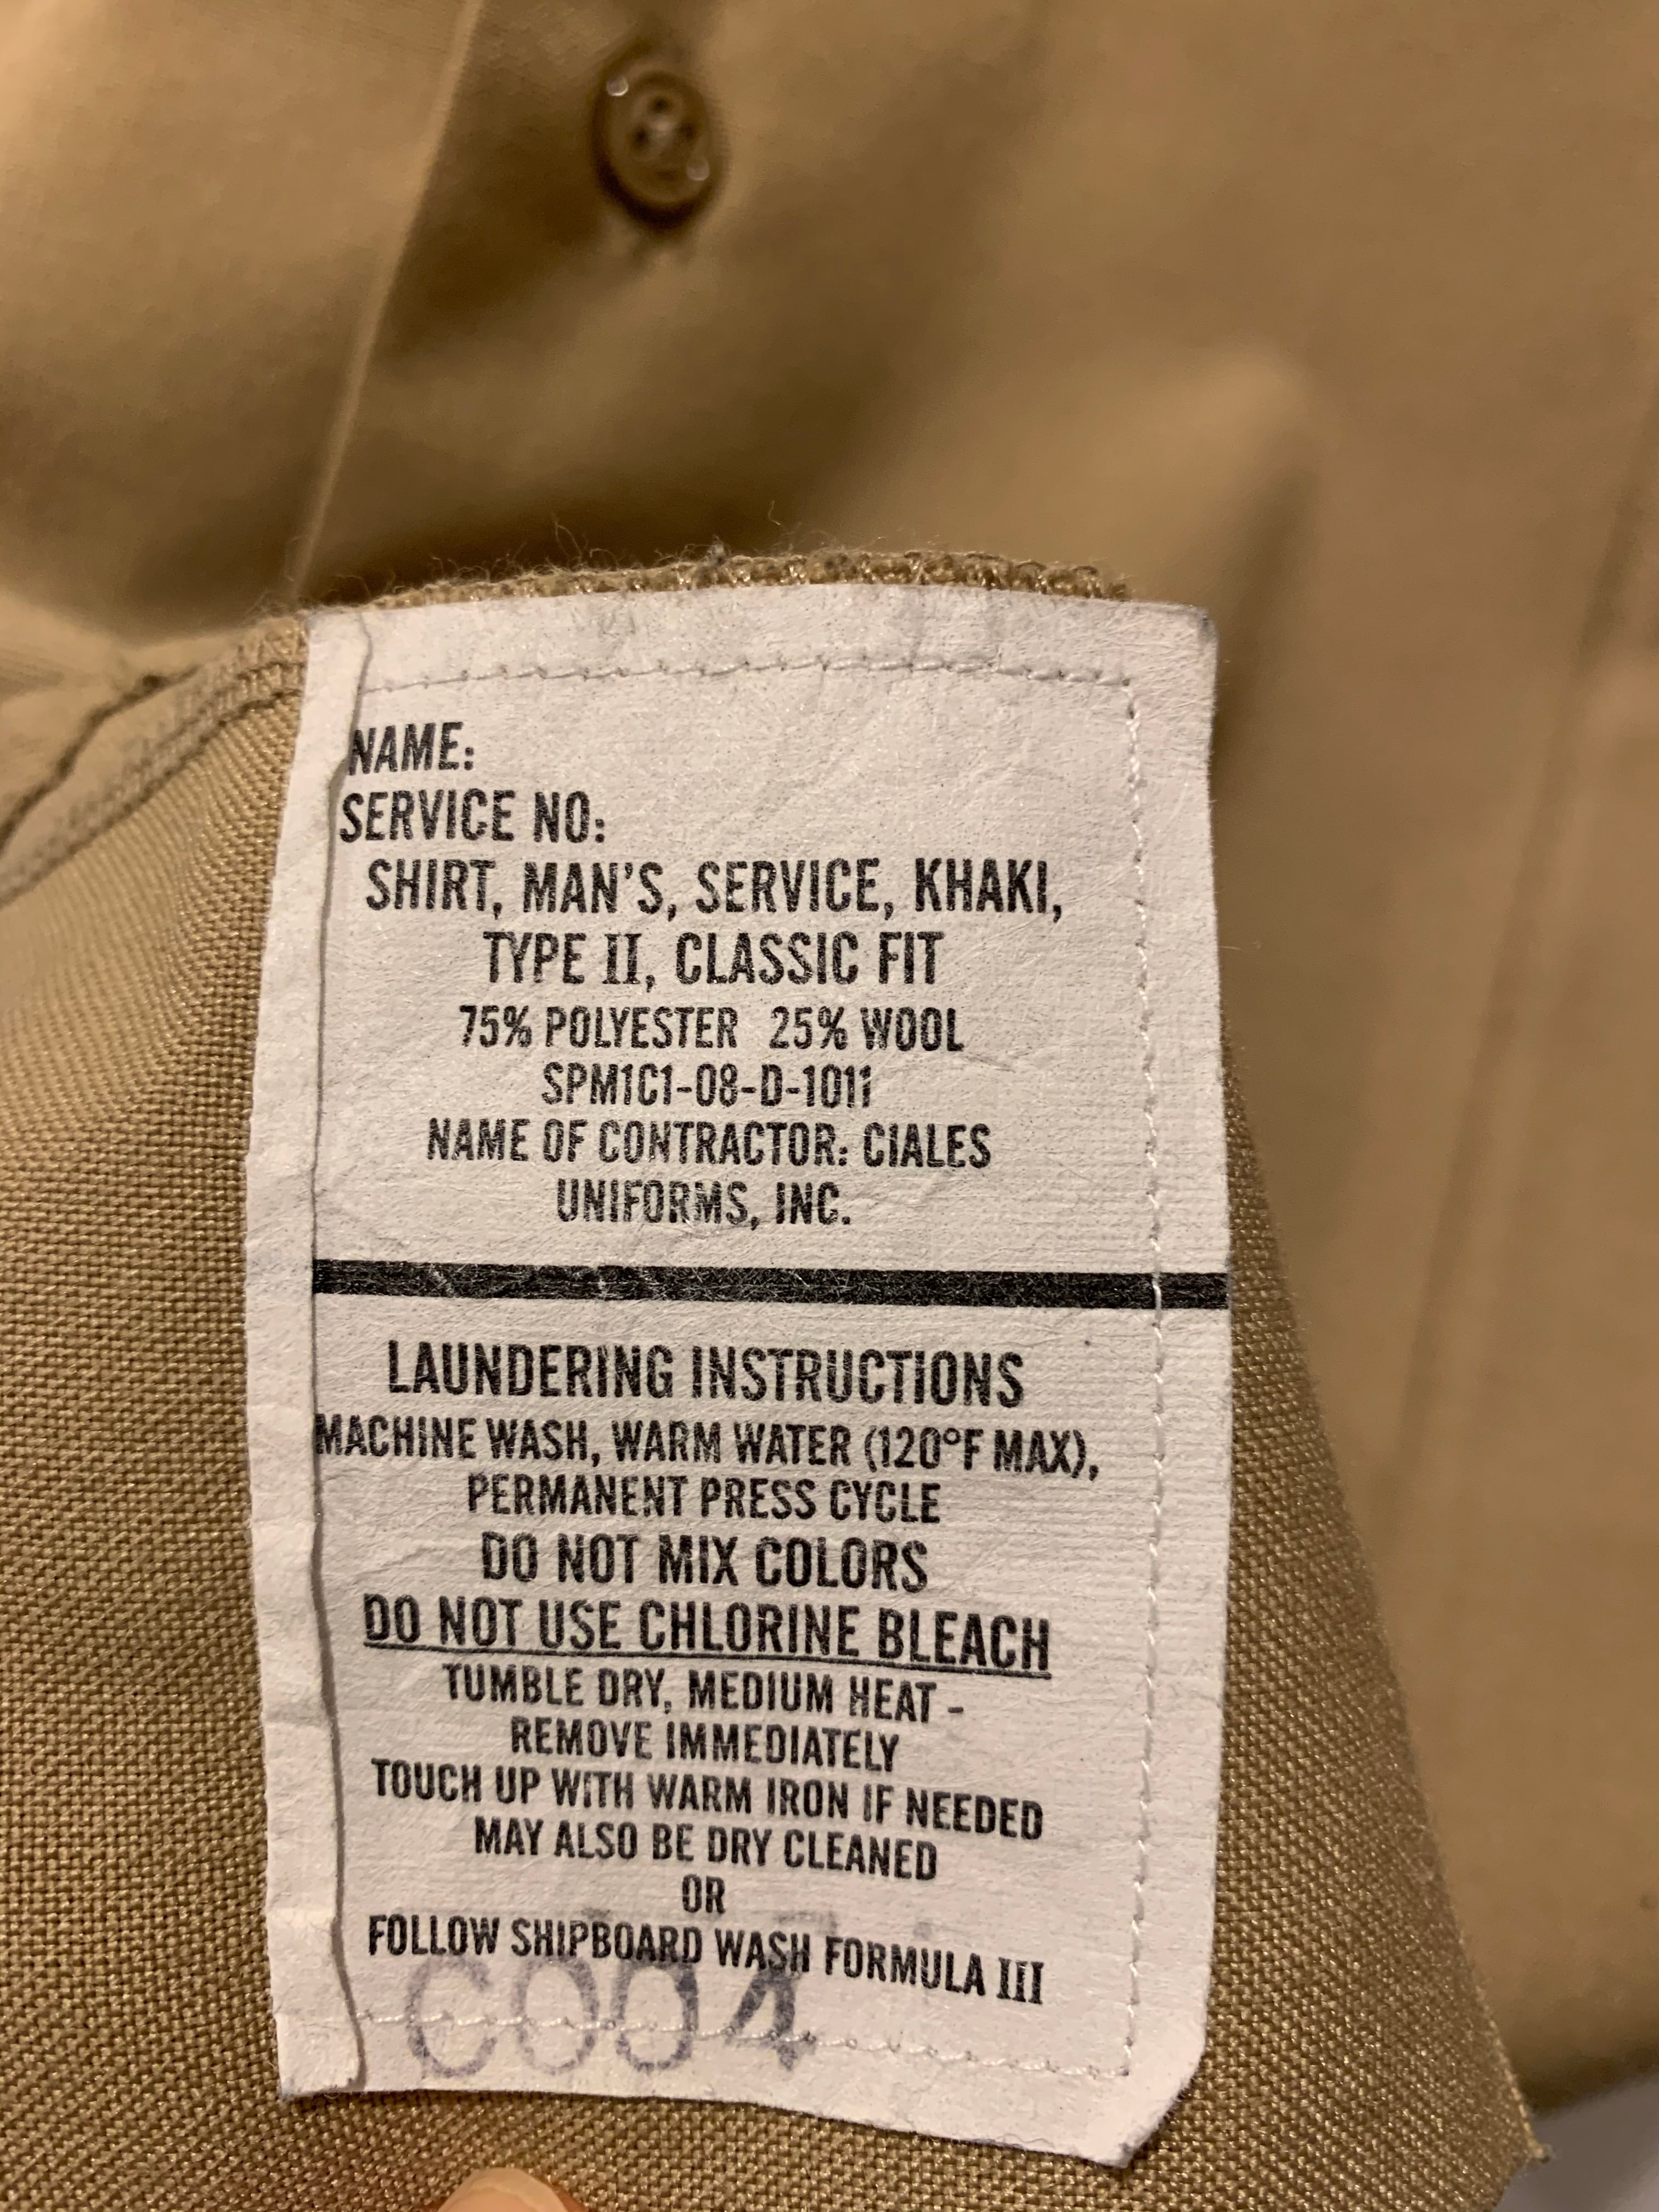 NAME:
SERVICE NO:
SHIRT, MAN'S, SERVICE, KHAKI,
TYPE II, CLASSIC FIT
75% POLYESTER 25% WOOL
SPM1C1-08-D-1011
NAME OF CONTRACTOR: CIALES
UNIFORMS, INC.
LAUNDERING INSTRUCTIONS
MACHINE WASH, WARM WATER (120°F MAX),
PERMANENT PRESS CYCLE
DO NOT MIX COLORS
DO NOT USE CHLORINE BLEACH
TUMBLE DRY, MEDIUM HEAT -
REMOVE IMMEDIATELY
TOUCH UP WITH WARM IRON IF NEEDED
MAY ALSO BE DRY CLEANED
OR
FOLLOW SHIPBOARD WASH FORMULA III